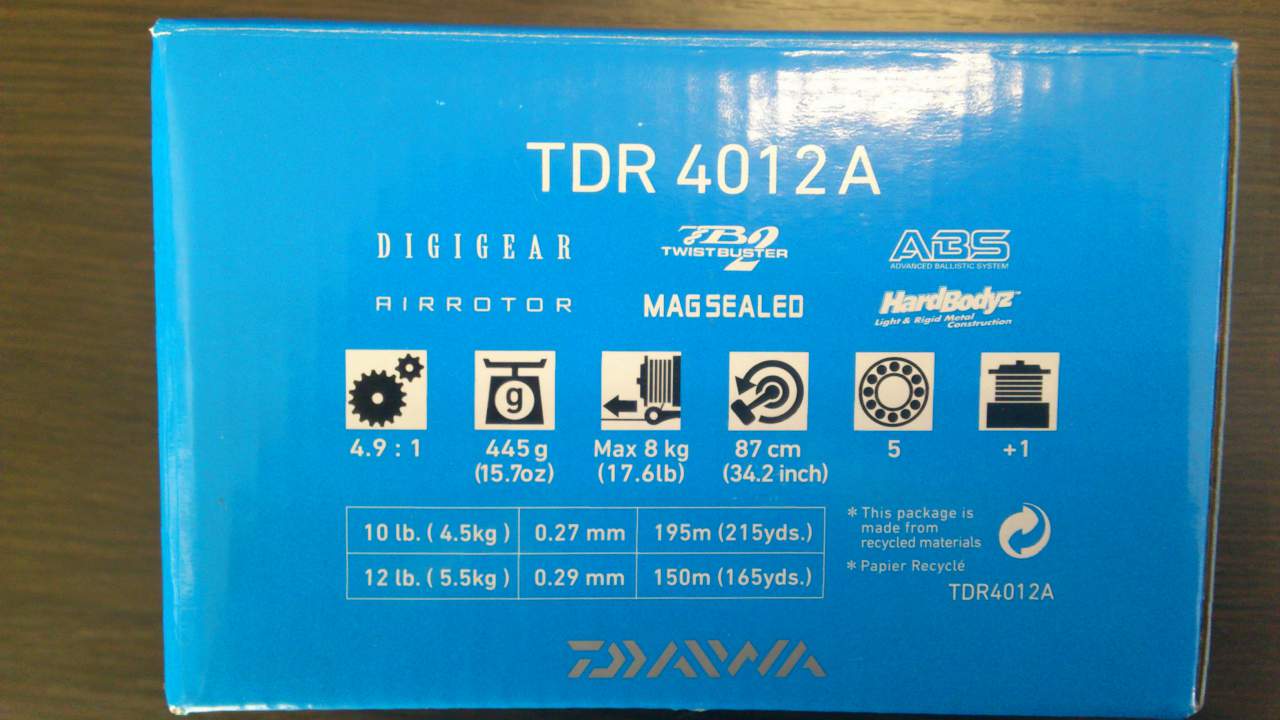 TDR 4012A
DIGIGEAR
TB2
TWISTBUSTER
ABS
ADVANCED BALLISTIC SYSTEM
AIRROTOR
MAGSEALED
HardBodyz™
Light & Rigid Metal
Construction
g
4.9 : 1
445 g
(15.7oz)
Max 8 kg
(17.6lb)
87 cm
(34.2 inch)
5
+1
10 lb. ( 4.5kg ) 0.27 mm 195m (215yds.)
12 lb. ( 5.5kg ) 0.29 mm 150m (165yds.)
* This package is
made from
recycled materials
* Papier Recyclé
TDR4012A
DAIWA